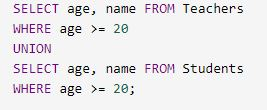 SELECT age, name FROM Teachers
WHERE age >= 20
UNION
SELECT age, name FROM Students
WHERE age >= 20;